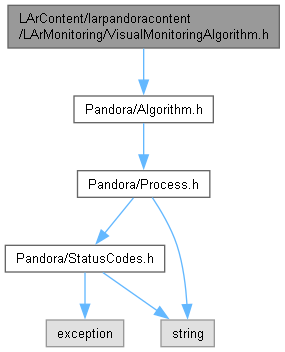 LArContent/larpandoracontent
/LArMonitoring/VisualMonitoringAlgorithm.h
Pandora/Algorithm.h
Pandora/Process.h
Pandora/StatusCodes.h
exception
string